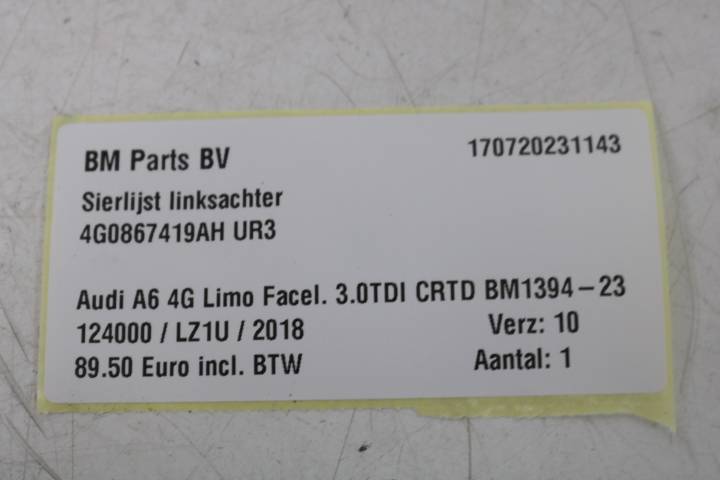 BM Parts BV 170720231143
Sierlijst linksachter
4G0867419AH UR3
Audi A6 4G Limo Facel. 3.0TDI CRTD BM1394-23
124000 / LZ1U / 2018 Verz: 10
89.50 Euro incl. BTW Aantal: 1